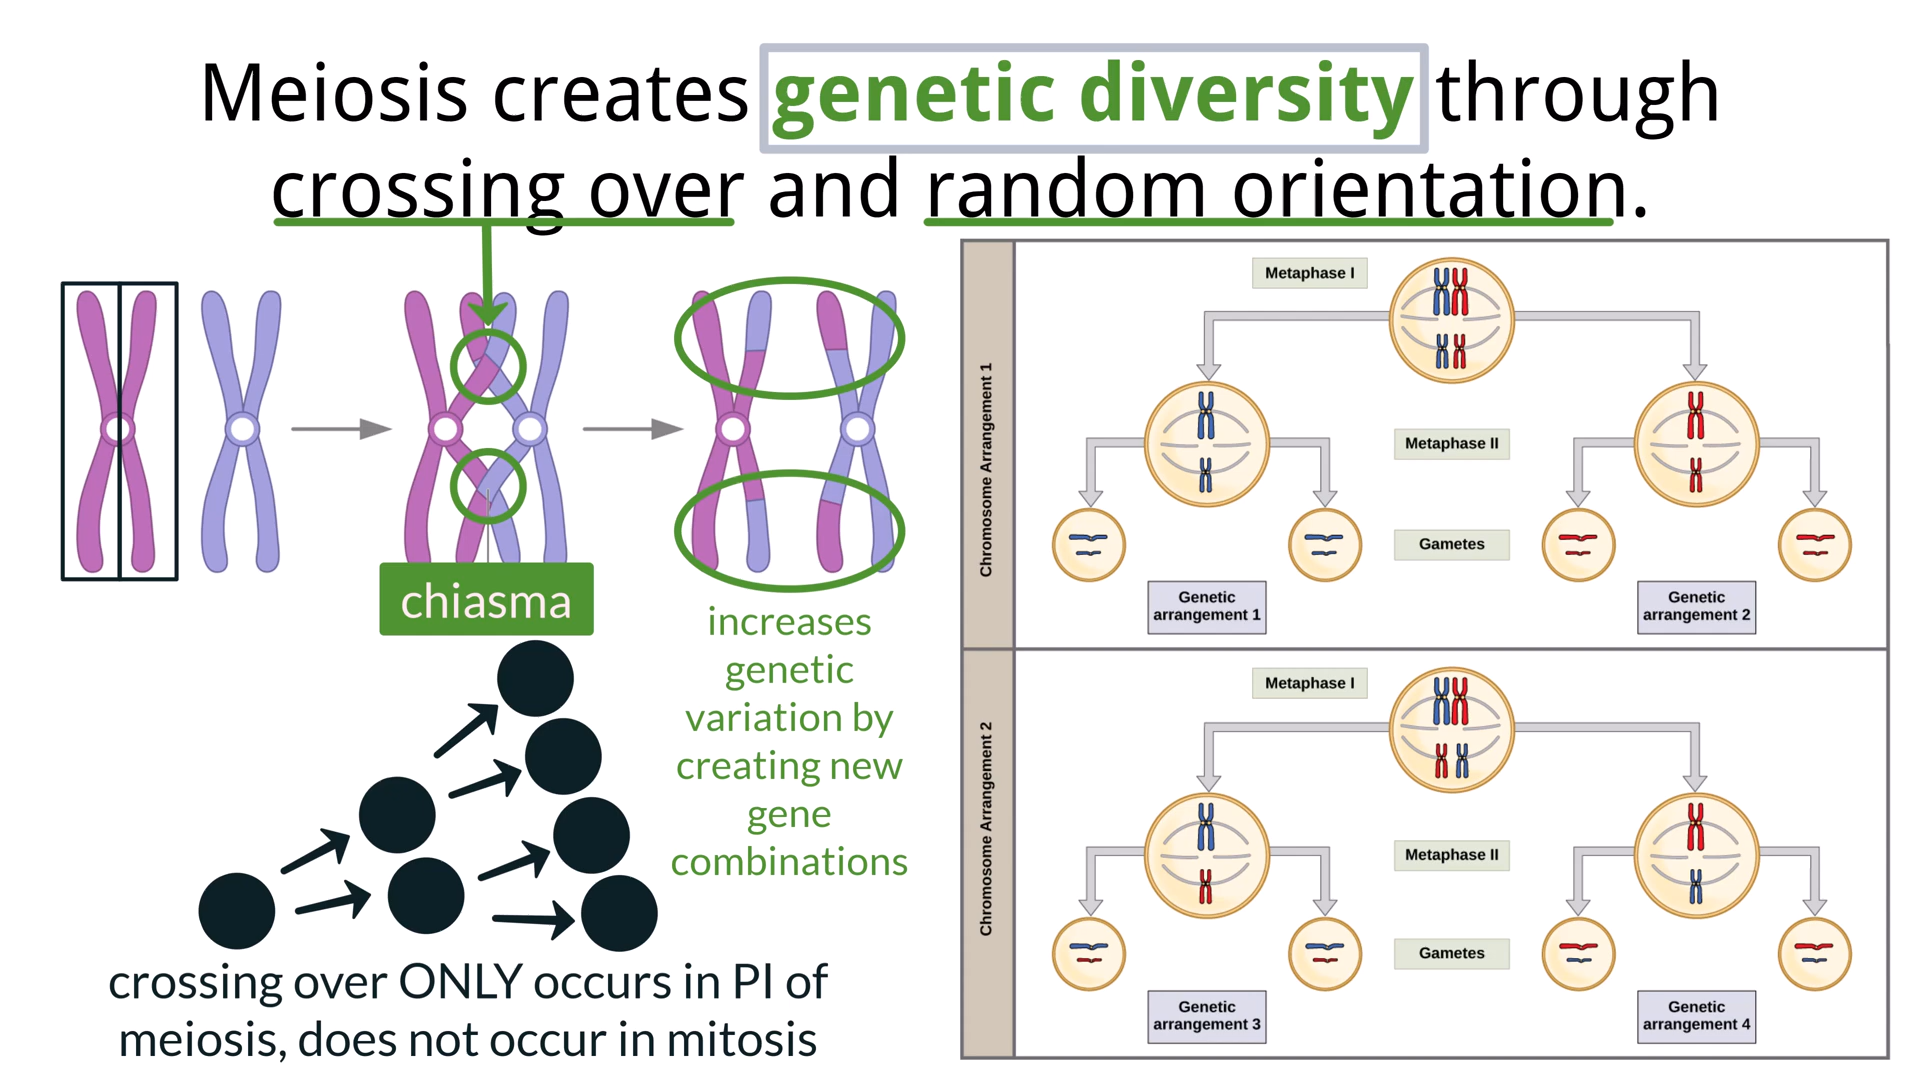 Meiosis creates genetic diversity through
crossing over and random orientation.
chiasma
increases
genetic
variation by
creating new
gene
combinations
crossing over ONLY occurs in PI of
meiosis, does not occur in mitosis
Chromosome Arrangement 1
Metaphase I
Metaphase II
Gametes
Genetic
arrangement 1
Genetic
arrangement 2
Chromosome Arrangement 2
Metaphase I
Metaphase II
Gametes
Genetic
arrangement 3
Genetic
arrangement 4